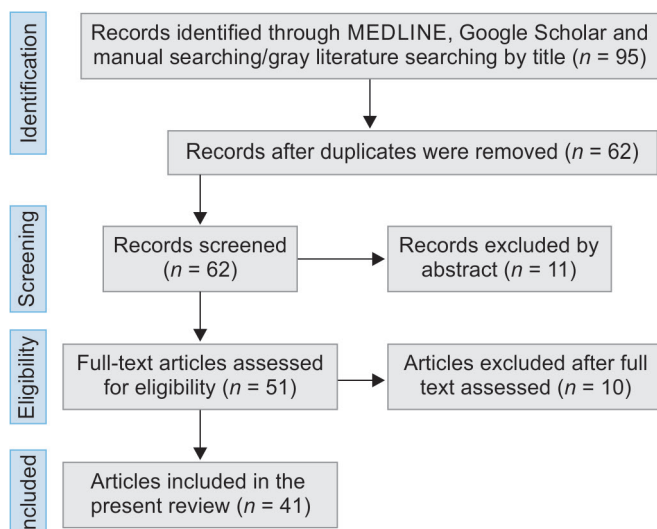 Identification
Records identified through MEDLINE, Google Scholar and
manual searching/gray literature searching by title (n = 95)
Records after duplicates were removed (n = 62)
Screening
Records screened
(n = 62)
Records excluded by
abstract (n = 11)
Eligibility
Full-text articles assessed
for eligibility (n = 51)
Articles excluded after full
text assessed (n = 10)
Included
Articles included in the
present review (n = 41)